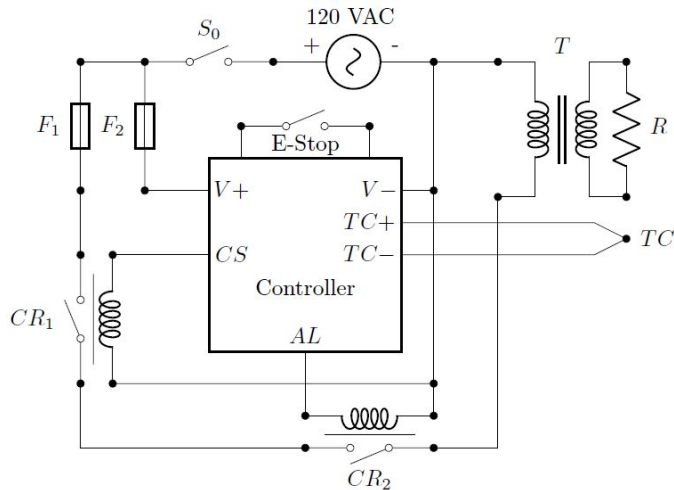 120 VAC
S₀
+
-
T
F₁
F₂
R
E-Stop
V+
V−
TC+
CS
TC−
TC
Controller
CR₁
AL
CR₂